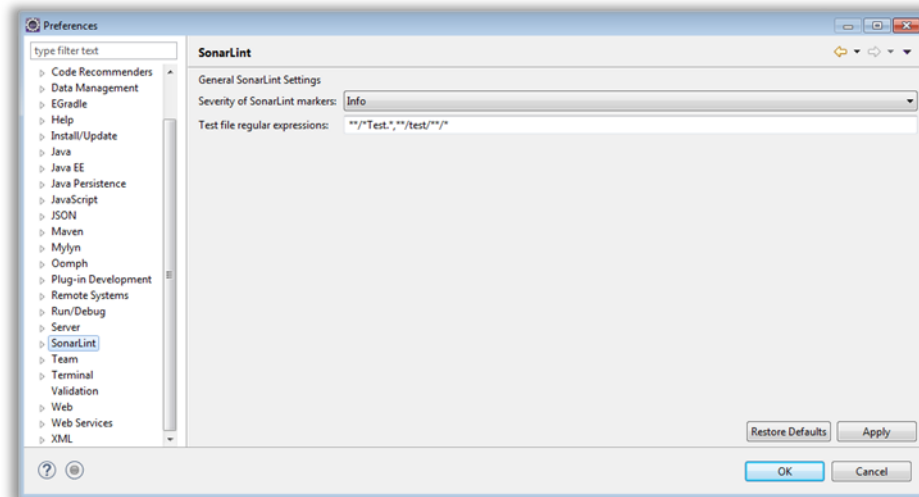 Preferences
type filter text
Code Recommenders
Data Management
EGradle
Help
Install/Update
Java
Java EE
Java Persistence
JavaScript
JSON
Maven
Mylyn
Oomph
Plug-in Development
Remote Systems
Run/Debug
Server
SonarLint
Team
Terminal
Validation
Web
Web Services
XML
SonarLint
General SonarLint Settings
Severity of SonarLint markers: Info
Test file regular expressions: **/*Test.*,**/test/**/*
Restore Defaults Apply
OK Cancel